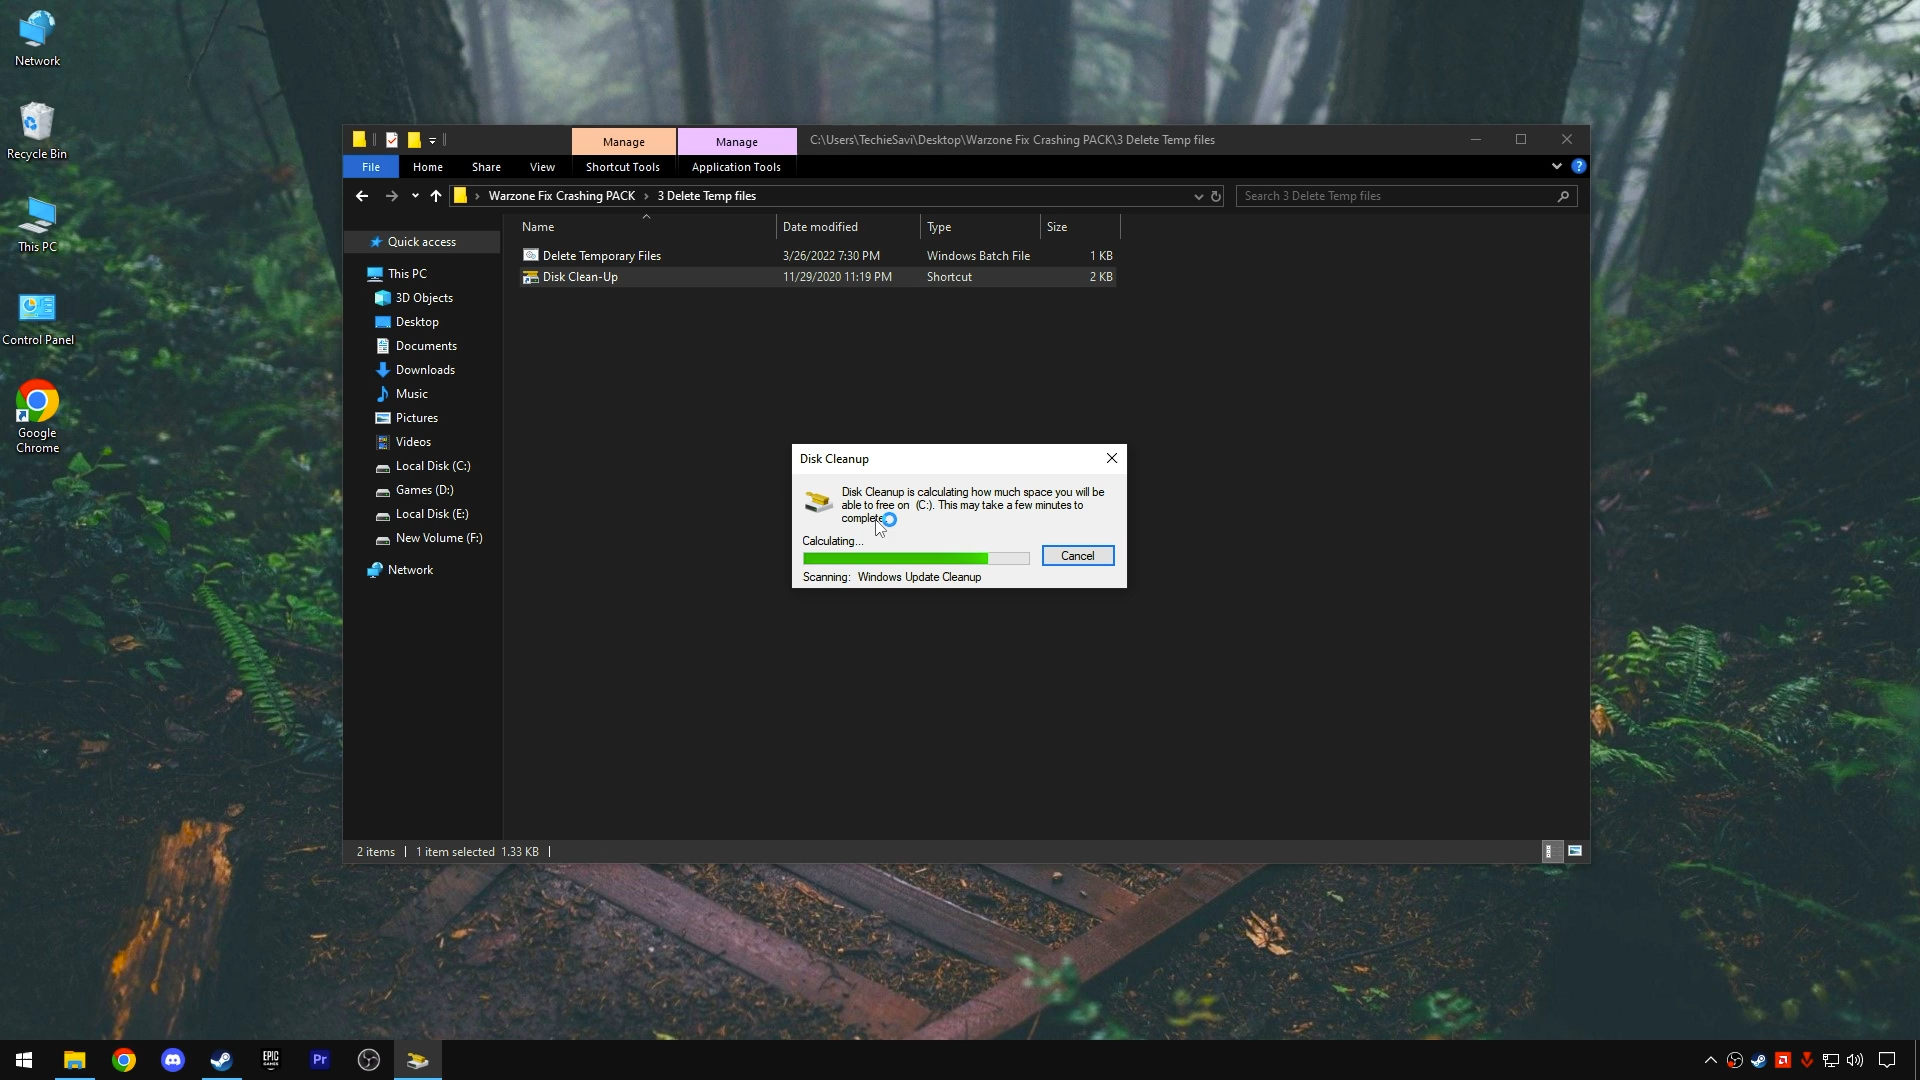 Network
Recycle Bin
This PC
Control Panel
Google
Chrome
Manage
Manage
C:\Users\TechieSavi\Desktop\Warzone Fix Crashing PACK\3 Delete Temp files
File
Home
Share
View
Shortcut Tools
Application Tools
?
Warzone Fix Crashing PACK › 3 Delete Temp files
Search 3 Delete Temp files
Name
Date modified
Type
Size
Delete Temporary Files
3/26/2022 7:30 PM
Windows Batch File
1 KB
Disk Clean-Up
11/29/2020 11:19 PM
Shortcut
2 KB
Quick access
This PC
3D Objects
Desktop
Documents
Downloads
Music
Pictures
Videos
Local Disk (C:)
Games (D:)
Local Disk (E:)
New Volume (F:)
Network
Disk Cleanup
Disk Cleanup is calculating how much space you will be
able to free on (C:). This may take a few minutes to
complete.
Calculating...
Cancel
Scanning: Windows Update Cleanup
2 items
1 item selected 1.33 KB
EPIC
GAMES
Pr